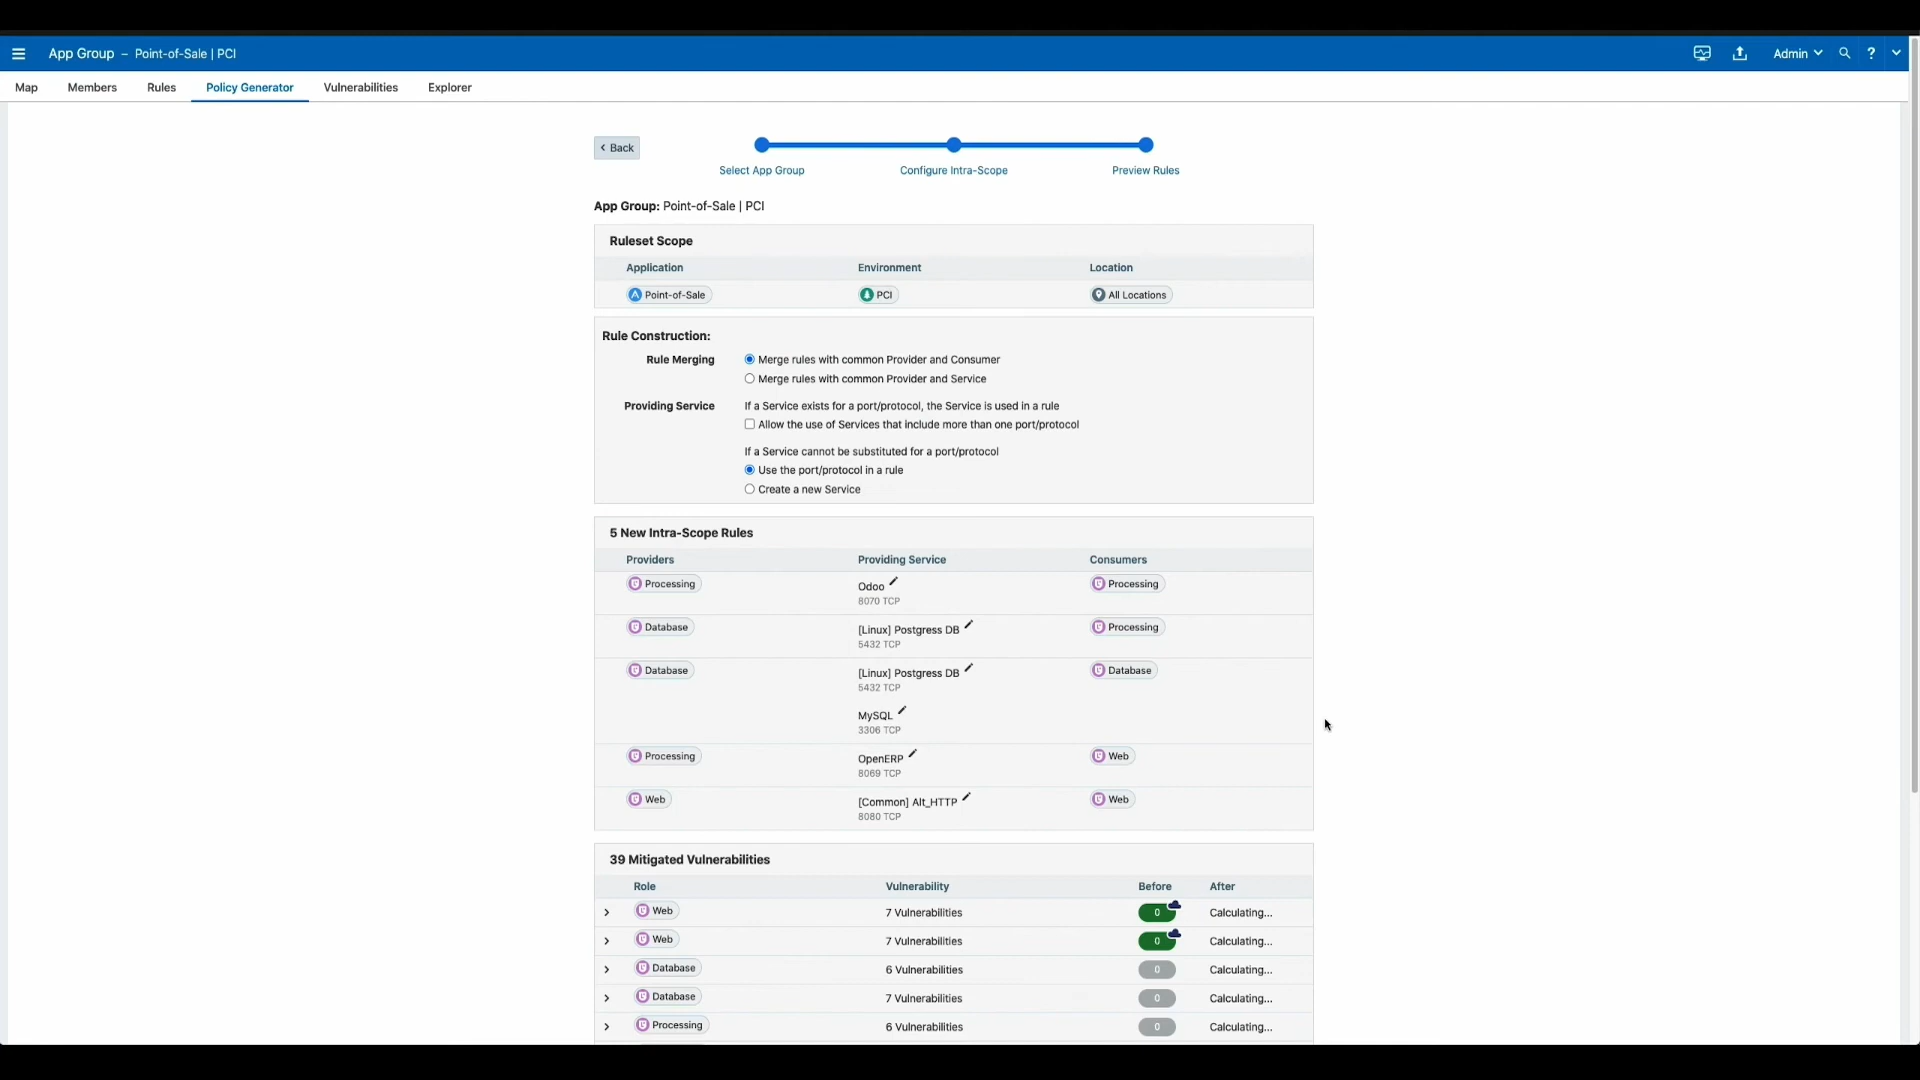 App Group – Point-of-Sale | PCI
Admin
?
Map Members Rules Policy Generator Vulnerabilities Explorer
Back
Select App Group Configure Intra-Scope Preview Rules
App Group: Point-of-Sale | PCI
Ruleset Scope
Application Environment Location
Point-of-Sale PCI All Locations
Rule Construction:
Rule Merging Merge rules with common Provider and Consumer
Merge rules with common Provider and Service
Providing Service If a Service exists for a port/protocol, the Service is used in a rule
Allow the use of Services that include more than one port/protocol
If a Service cannot be substituted for a port/protocol
Use the port/protocol in a rule
Create a new Service
5 New Intra-Scope Rules
Providers Providing Service Consumers
Processing Odoo Processing
8070 TCP
Database [Linux] Postgress DB Processing
5432 TCP
Database [Linux] Postgress DB Database
5432 TCP
MySQL
3306 TCP
Processing OpenERP Web
8069 TCP
Web [Common] Alt_HTTP Web
8080 TCP
39 Mitigated Vulnerabilities
Role Vulnerability Before After
Web 7 Vulnerabilities 0 Calculating...
Web 7 Vulnerabilities 0 Calculating...
Database 6 Vulnerabilities 0 Calculating...
Database 7 Vulnerabilities 0 Calculating...
Processing 6 Vulnerabilities 0 Calculating...